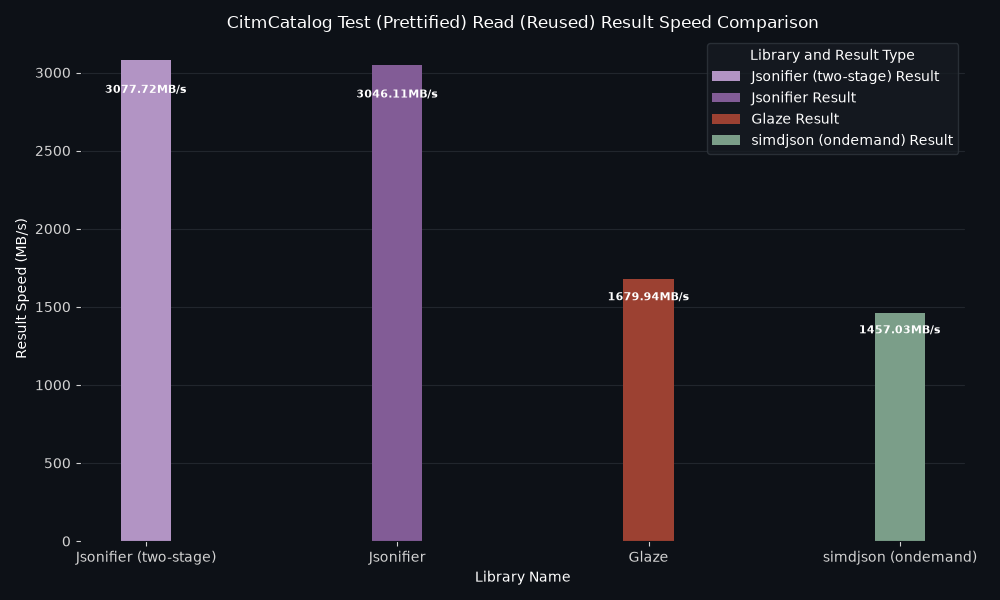 CitmCatalog Test (Prettified) Read (Reused) Result Speed Comparison
Library and Result Type
Jsonifier (two-stage) Result
Jsonifier Result
Glaze Result
simdjson (ondemand) Result
Result Speed (MB/s)
3000
2500
2000
1500
1000
500
0
3077.72MB/s
3046.11MB/s
1679.94MB/s
1457.03MB/s
Jsonifier (two-stage)
Jsonifier
Glaze
simdjson (ondemand)
Library Name